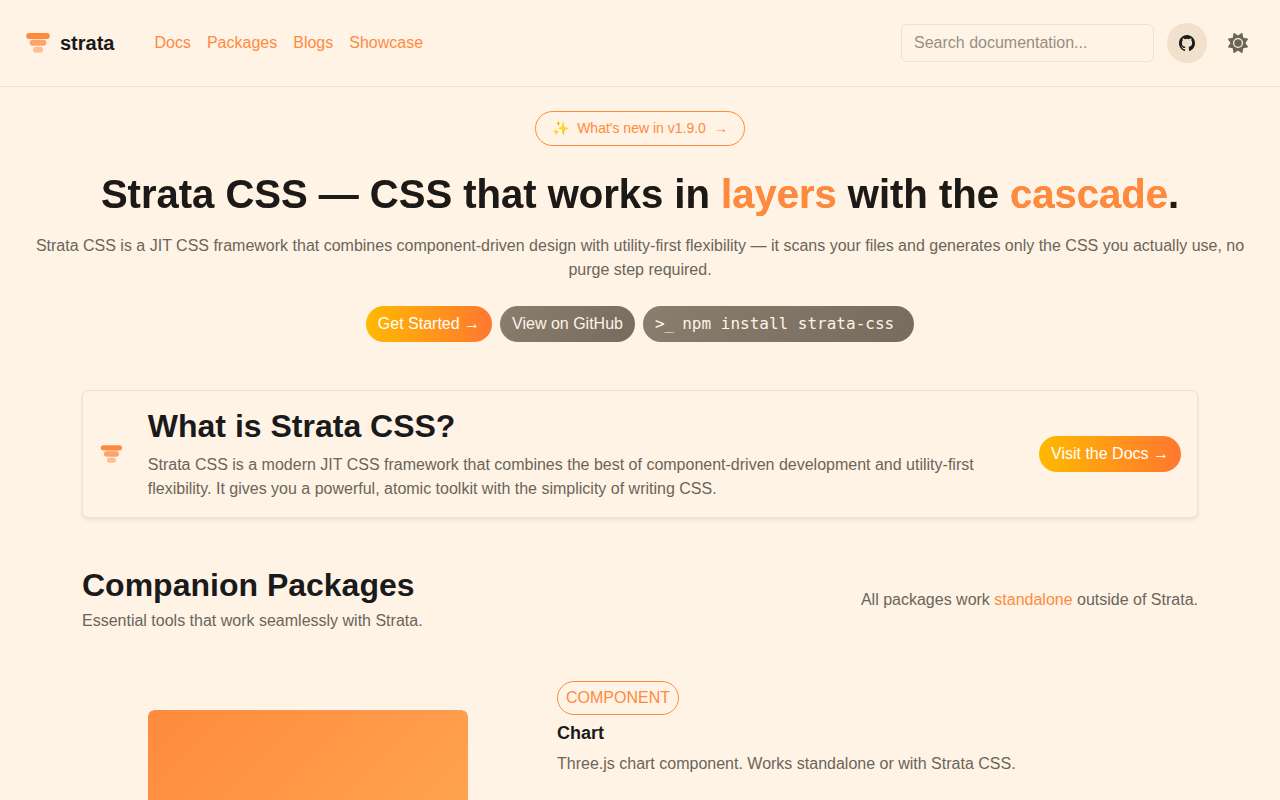 strata
Docs
Packages
Blogs
Showcase
Search documentation...
✨ What's new in v1.9.0 →
Strata CSS — CSS that works in layers with the cascade.
Strata CSS is a JIT CSS framework that combines component-driven design with utility-first flexibility — it scans your files and generates only the CSS you actually use, no
purge step required.
Get Started →
View on GitHub
>_ npm install strata-css
What is Strata CSS?
Strata CSS is a modern JIT CSS framework that combines the best of component-driven development and utility-first
flexibility. It gives you a powerful, atomic toolkit with the simplicity of writing CSS.
Visit the Docs →
Companion Packages
Essential tools that work seamlessly with Strata.
All packages work standalone outside of Strata.
COMPONENT
Chart
Three.js chart component. Works standalone or with Strata CSS.